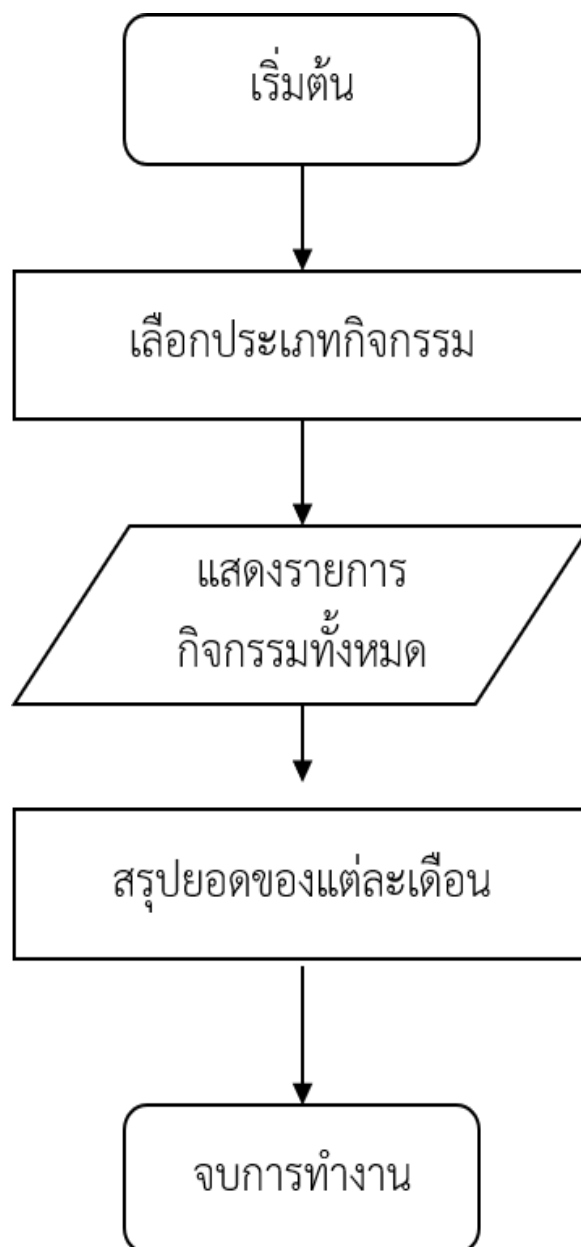 เริ่มต้น
เลือกประเภทกิจกรรม
แสดงรายการ
กิจกรรมทั้งหมด
สรุปยอดของแต่ละเดือน
จบการทำงาน